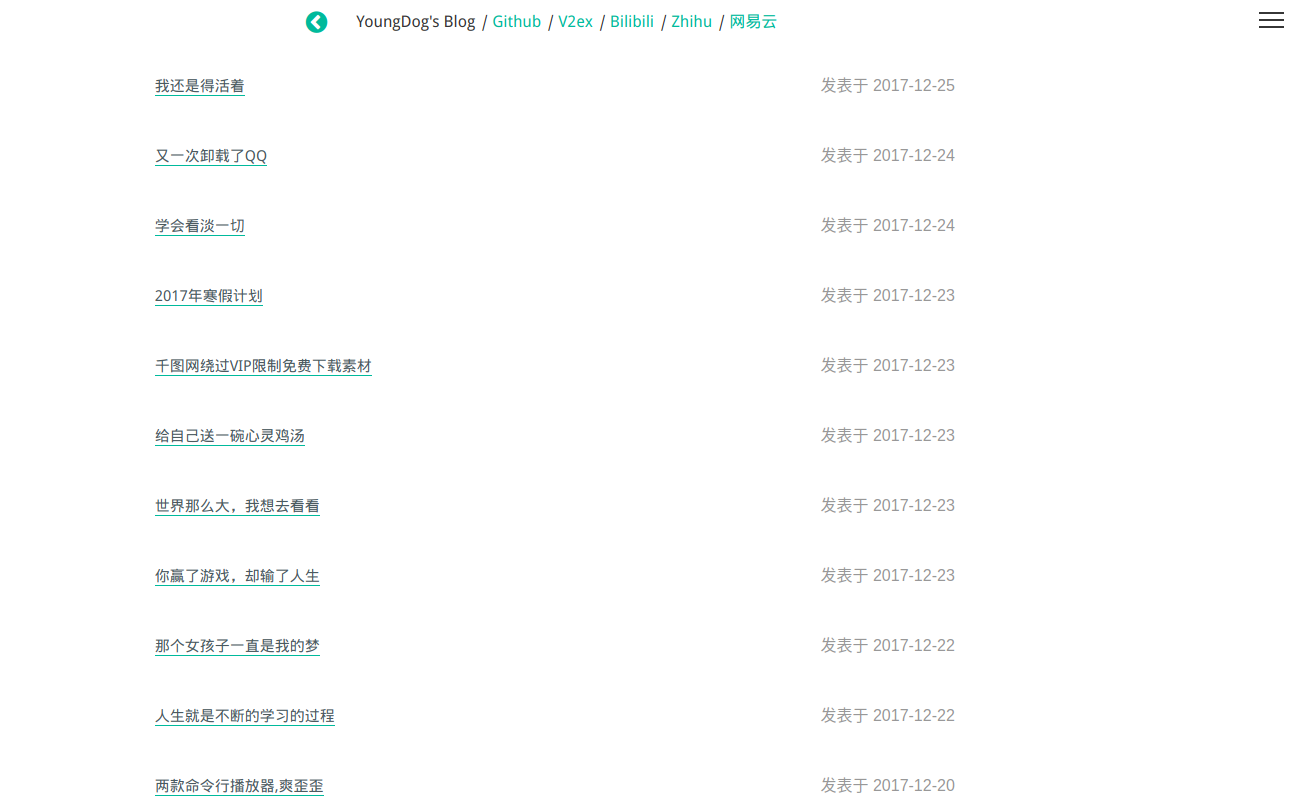 YoungDog's Blog / Github / V2ex / Bilibili / Zhihu / 网易云
我还是得活着 发表于 2017-12-25
又一次卸载了QQ 发表于 2017-12-24
学会看淡一切 发表于 2017-12-24
2017年寒假计划 发表于 2017-12-23
千图网绕过VIP限制免费下载素材 发表于 2017-12-23
给自己送一碗心灵鸡汤 发表于 2017-12-23
世界那么大，我想去看看 发表于 2017-12-23
你赢了游戏，却输了人生 发表于 2017-12-23
那个女孩子一直是我的梦 发表于 2017-12-22
人生就是不断的学习的过程 发表于 2017-12-22
两款命令行播放器,爽歪歪 发表于 2017-12-20